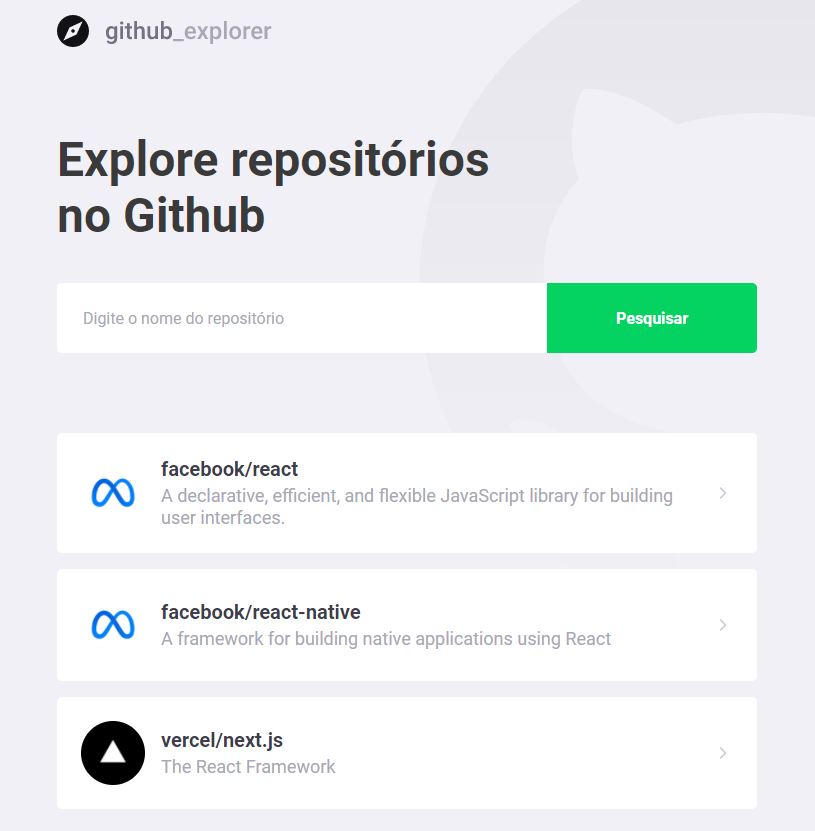 github_explorer
Explore repositórios
no Github
Digite o nome do repositório
Pesquisar
facebook/react
A declarative, efficient, and flexible JavaScript library for building
user interfaces.
facebook/react-native
A framework for building native applications using React
vercel/next.js
The React Framework